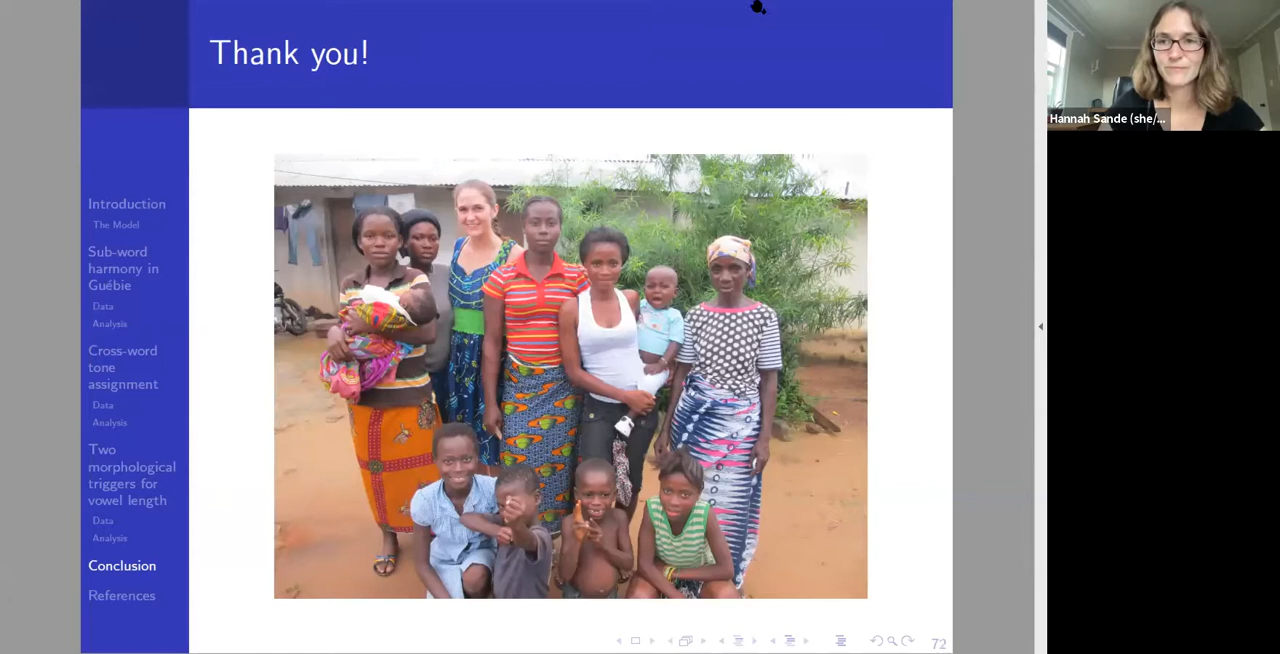 Thank you!
Introduction
The Model
Sub-word
harmony in
Guébie
Data
Analysis
Cross-word
tone
assignment
Data
Analysis
Two
morphological
triggers for
vowel length
Data
Analysis
Conclusion
References
72
Hannah Sande (she/...